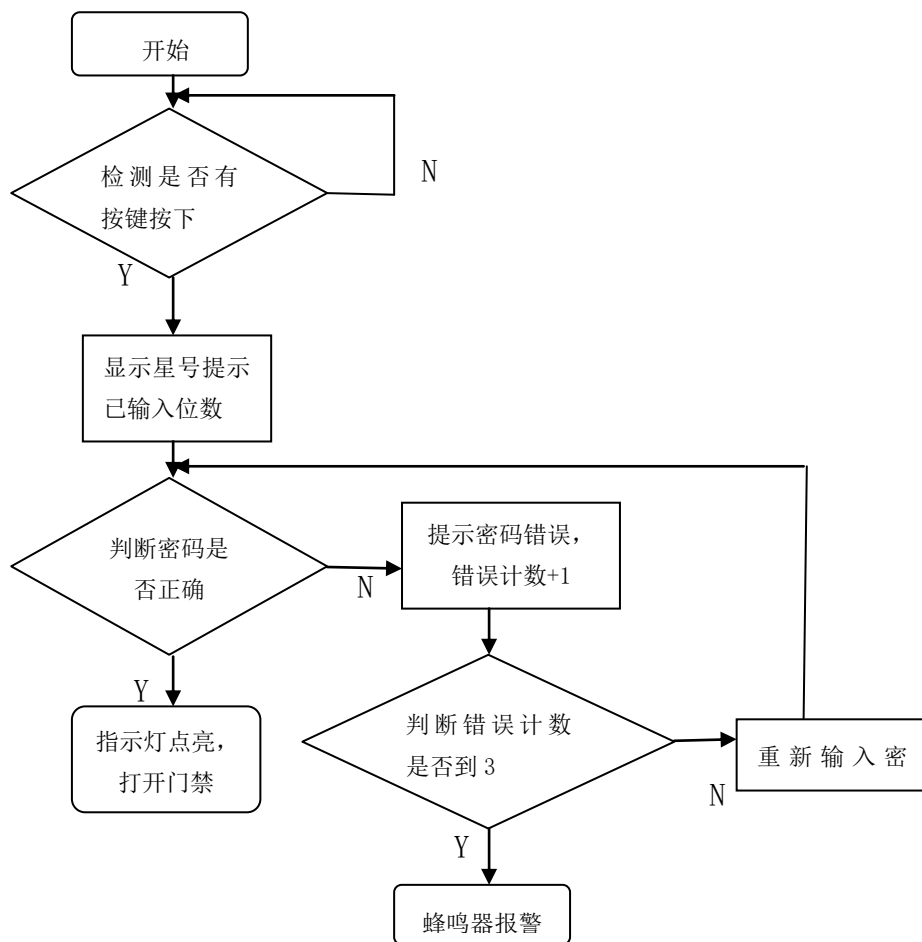 开始
检测是否有
按键按下
N
Y
显示星号提示
已输入位数
判断密码是
否正确
N
提示密码错误,
错误计数+1
Y
指示灯点亮,
打开门禁
判断错误计数
是否到 3
N
重新输入密
Y
蜂鸣器报警